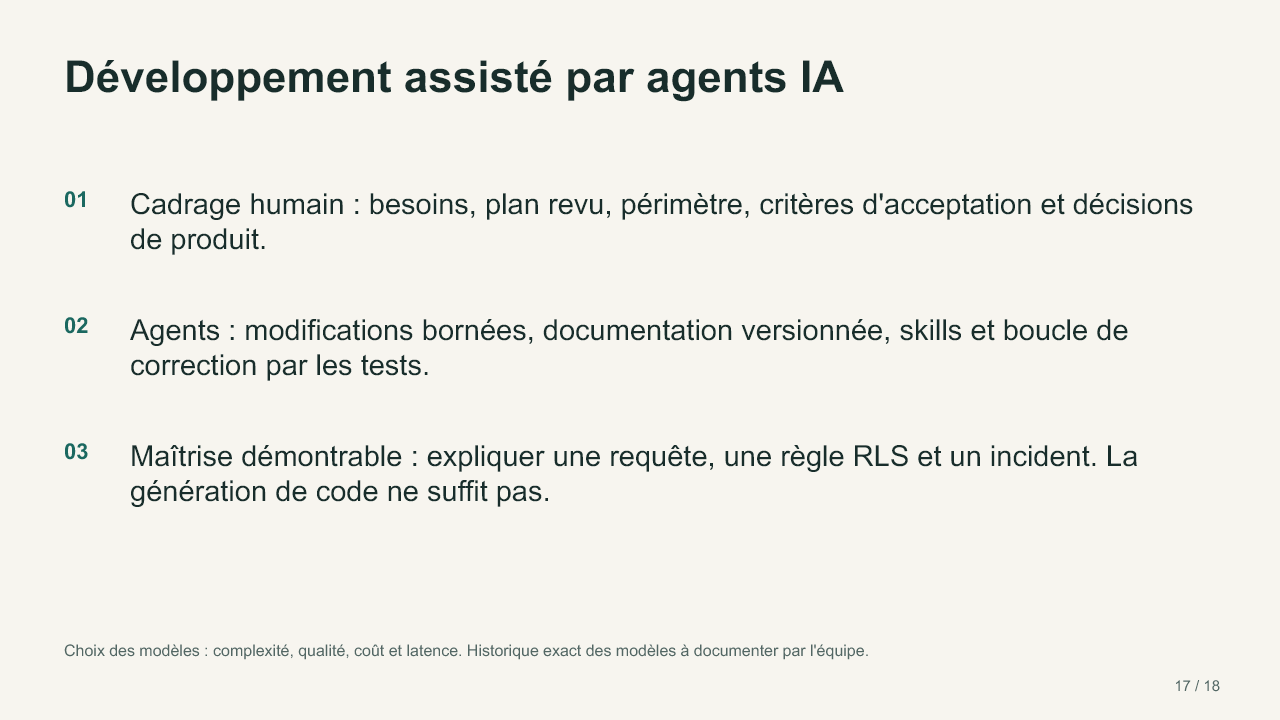 Développement assisté par agents IA
01
Cadrage humain : besoins, plan revu, périmètre, critères d'acceptation et décisions
de produit.
02
Agents : modifications bornées, documentation versionnée, skills et boucle de
correction par les tests.
03
Maîtrise démontrable : expliquer une requête, une règle RLS et un incident. La
génération de code ne suffit pas.
Choix des modèles : complexité, qualité, coût et latence. Historique exact des modèles à documenter par l'équipe.
17 / 18